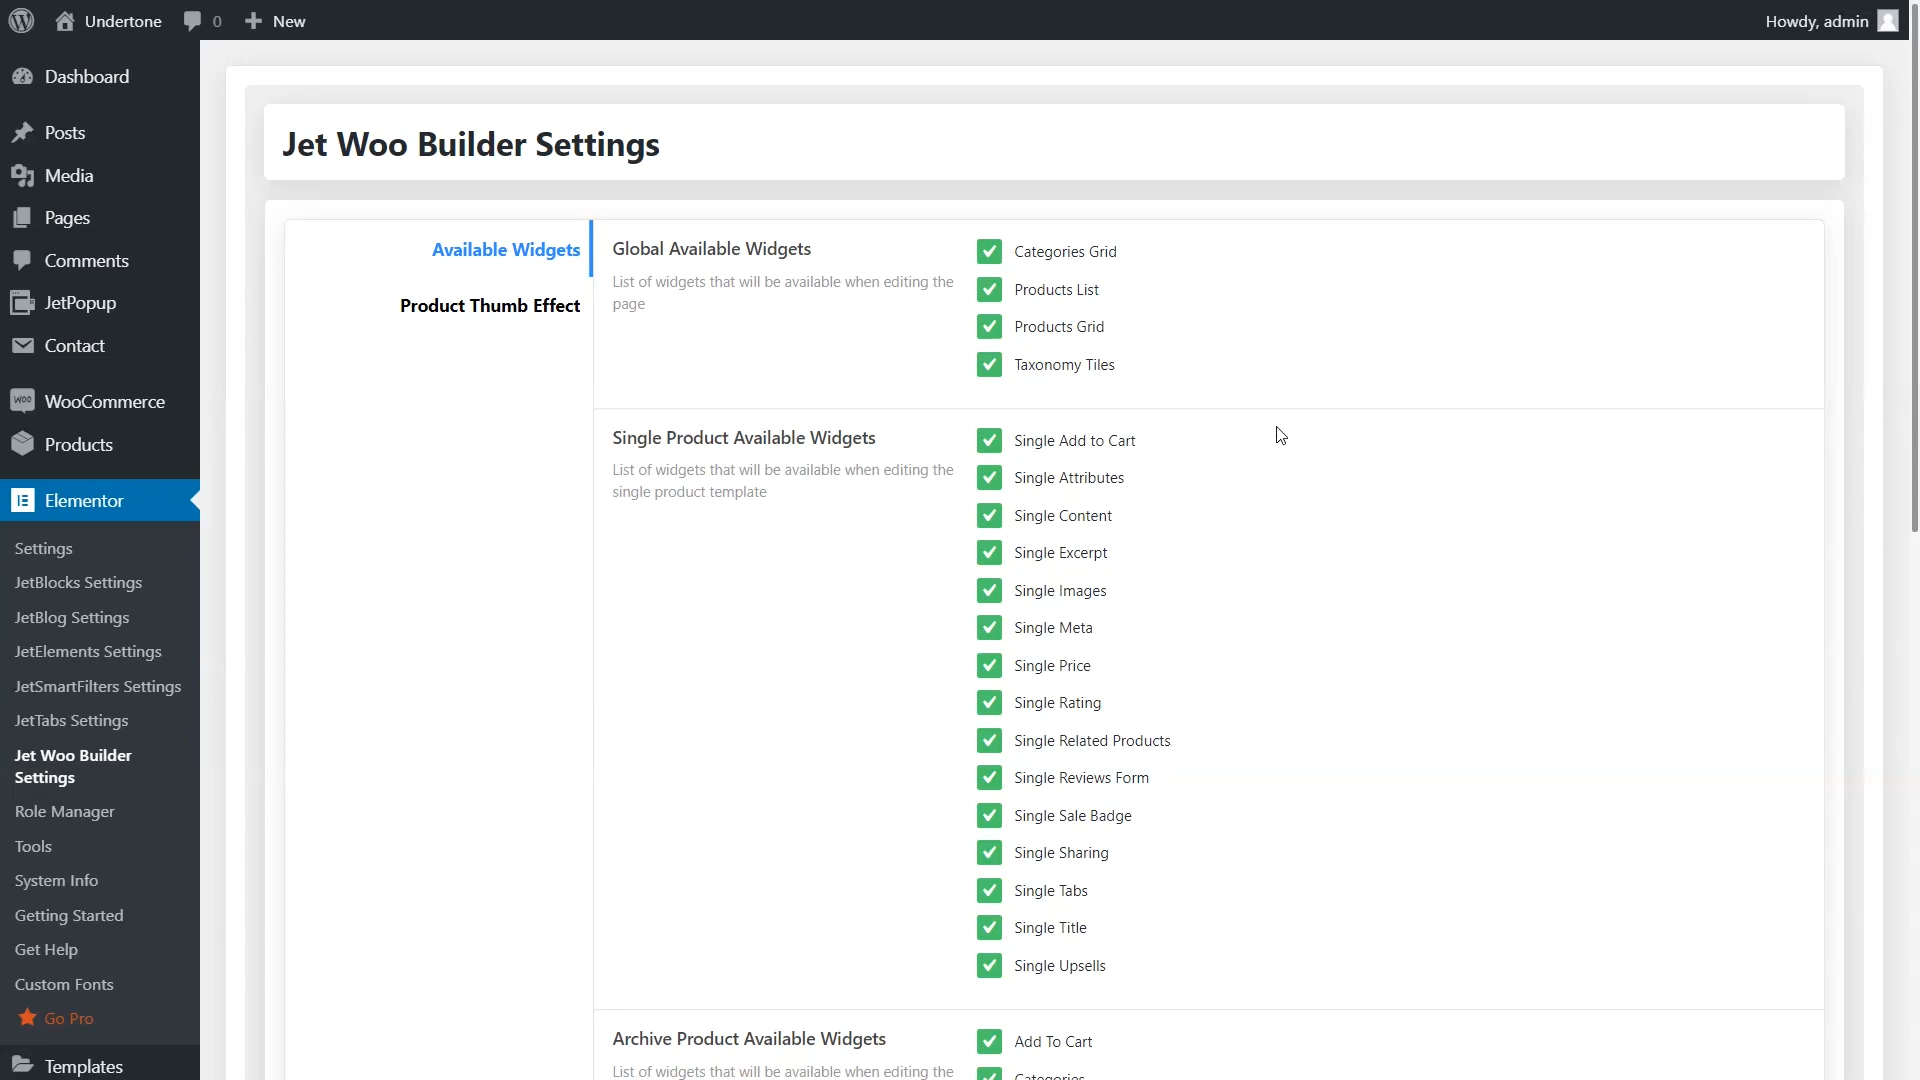 Undertone
0
New
Howdy, admin
Dashboard
Posts
Media
Pages
Comments
JetPopup
Contact
WooCommerce
Products
Elementor
Settings
JetBlocks Settings
JetBlog Settings
JetElements Settings
JetSmartFilters Settings
JetTabs Settings
Jet Woo Builder
Settings
Role Manager
Tools
System Info
Getting Started
Get Help
Custom Fonts
Go Pro
Templates
Jet Woo Builder Settings
Available Widgets
Product Thumb Effect
Global Available Widgets
List of widgets that will be available when editing the
page
Categories Grid
Products List
Products Grid
Taxonomy Tiles
Single Product Available Widgets
List of widgets that will be available when editing the
single product template
Single Add to Cart
Single Attributes
Single Content
Single Excerpt
Single Images
Single Meta
Single Price
Single Rating
Single Related Products
Single Reviews Form
Single Sale Badge
Single Sharing
Single Tabs
Single Title
Single Upsells
Archive Product Available Widgets
List of widgets that will be available when editing the
Add To Cart
Categories